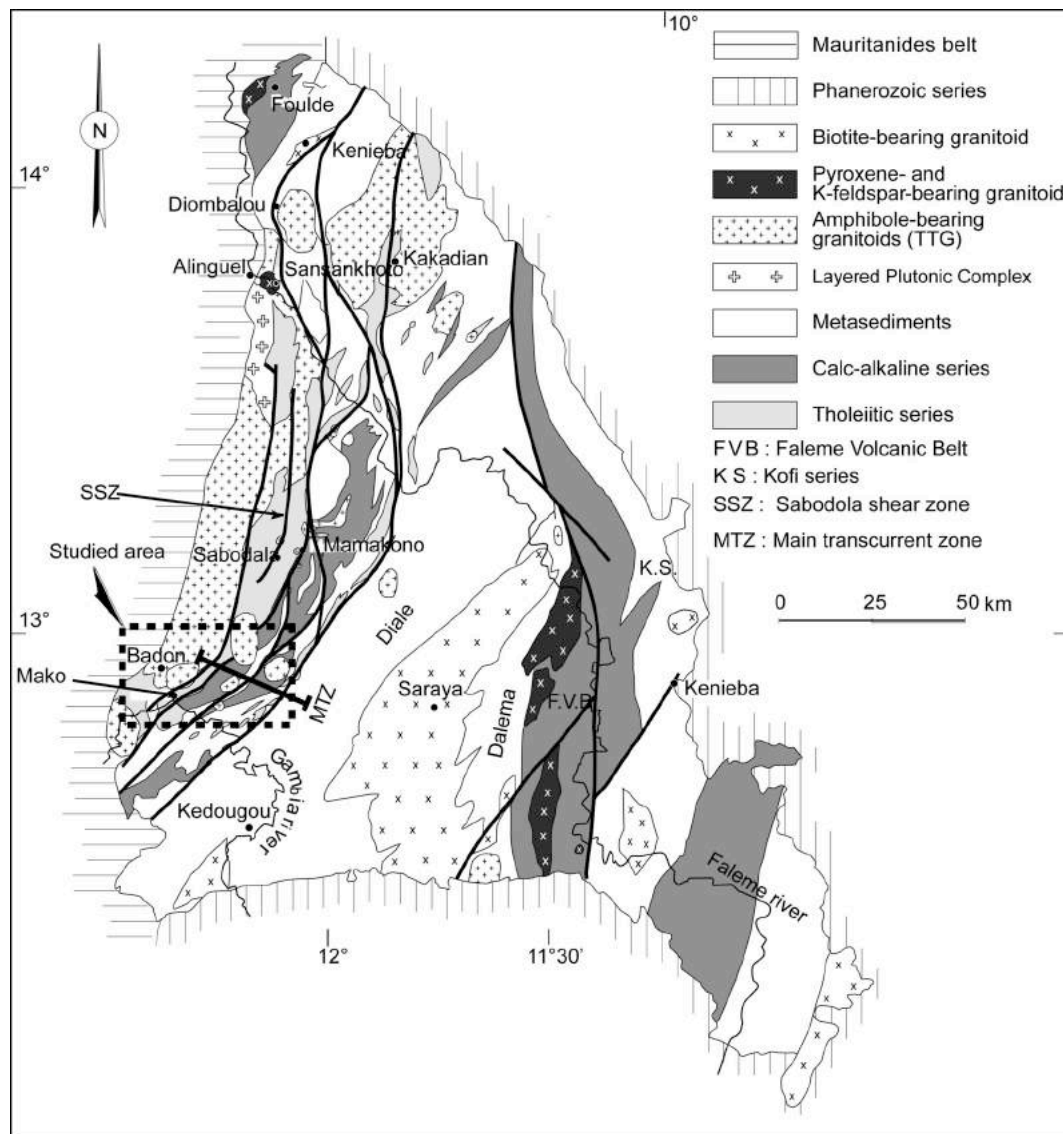 10°
N
14°
13°
12°
11°30
Foulde
Kenieba
Diombalou
Alinguel
Sansankhoto
Kakadian
SSZ
Studied area
Sabodala
Mamakono
Badon
Mako
MTZ
Diale
Saraya
Dalema
F.V.B
K.S.
Kenieba
Kedougou
Gambia river
Faleme river
Mauritanides belt
Phanerozoic series
Biotite-bearing granitoid
Pyroxene- and
K-feldspar-bearing granitoid
Amphibole-bearing
granitoids (TTG)
Layered Plutonic Complex
Metasediments
Calc-alkaline series
Tholeiitic series
FVB : Faleme Volcanic Belt
K S : Kofi series
SSZ : Sabodola shear zone
MTZ : Main transcurrent zone
0 25 50 km